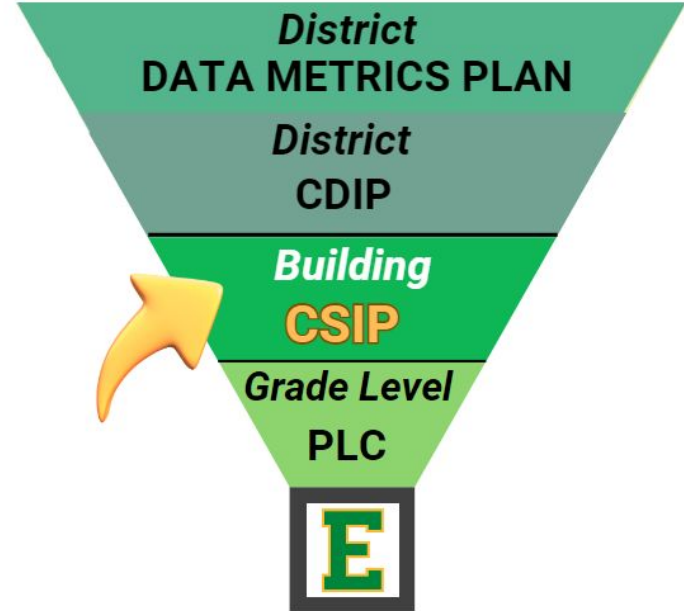 District
DATA METRICS PLAN
District
CDIP
Building
CSIP
Grade Level
PLC
E